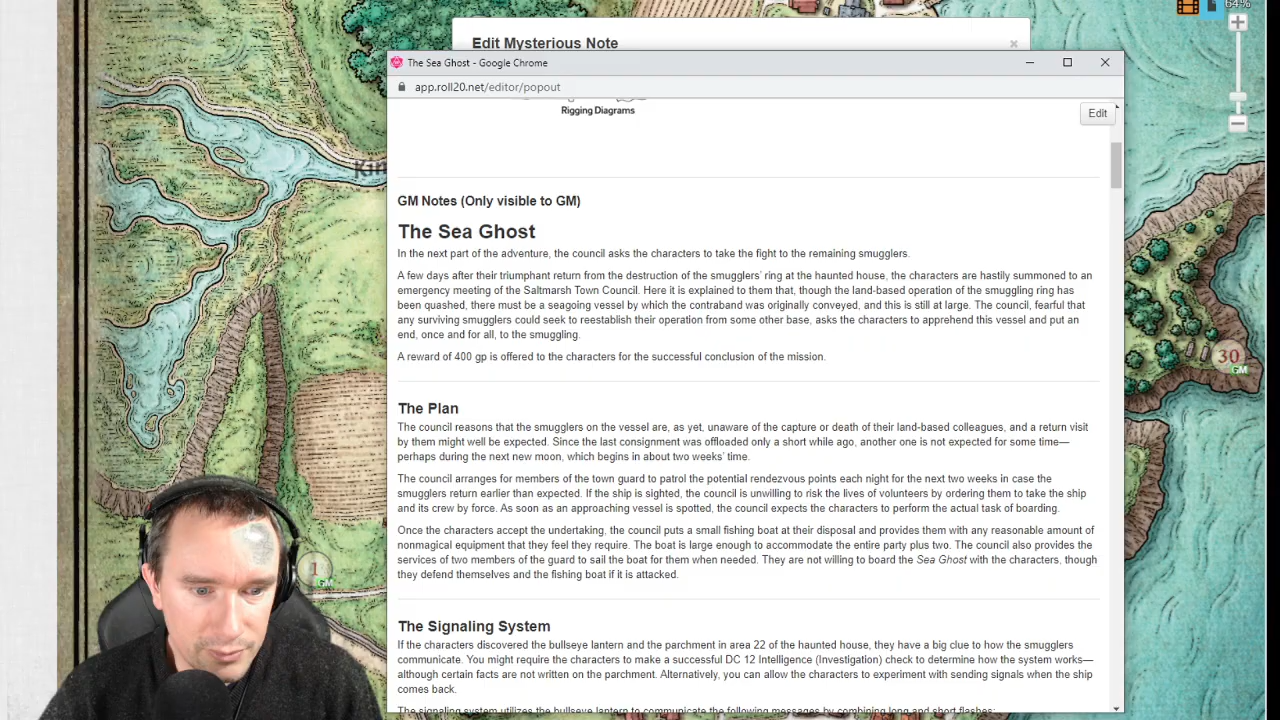 64%
Edit Mysterious Note
×
The Sea Ghost - Google Chrome
app.roll20.net/editor/popout
Rigging Diagrams
Edit
GM Notes (Only visible to GM)
The Sea Ghost
In the next part of the adventure, the council asks the characters to take the fight to the remaining smugglers.
A few days after their triumphant return from the destruction of the smugglers' ring at the haunted house, the characters are hastily summoned to an
emergency meeting of the Saltmarsh Town Council. Here it is explained to them that, though the land-based operation of the smuggling ring has
been quashed, there must be a seagoing vessel by which the contraband was originally conveyed, and this is still at large. The council, fearful that
any surviving smugglers could seek to reestablish their operation from some other base, asks the characters to apprehend this vessel and put an
end, once and for all, to the smuggling.
A reward of 400 gp is offered to the characters for the successful conclusion of the mission.
The Plan
The council reasons that the smugglers on the vessel are, as yet, unaware of the capture or death of their land-based colleagues, and a return visit
by them might well be expected. Since the last consignment was offloaded only a short while ago, another one is not expected for some time—
perhaps during the next new moon, which begins in about two weeks' time.
The council arranges for members of the town guard to patrol the potential rendezvous points each night for the next two weeks in case the
smugglers return earlier than expected. If the ship is sighted, the council is unwilling to risk the lives of volunteers by ordering them to take the ship
and its crew by force. As soon as an approaching vessel is spotted, the council expects the characters to perform the actual task of boarding.
Once the characters accept the undertaking, the council puts a small fishing boat at their disposal and provides them with any reasonable amount of
nonmagical equipment that they feel they require. The boat is large enough to accommodate the entire party plus two. The council also provides the
services of two members of the guard to sail the boat for them when needed. They are not willing to board the Sea Ghost with the characters, though
they defend themselves and the fishing boat if it is attacked.
The Signaling System
If the characters discovered the bullseye lantern and the parchment in area 22 of the haunted house, they have a big clue to how the smugglers
communicate. You might require the characters to make a successful DC 12 Intelligence (Investigation) check to determine how the system works—
although certain facts are not written on the parchment. Alternatively, you can allow the characters to experiment with sending signals when the ship
comes back.
The signaling system utilizes the bullseye lantern to communicate the following messages by combining long and short flashes:
30
GM
1
GM